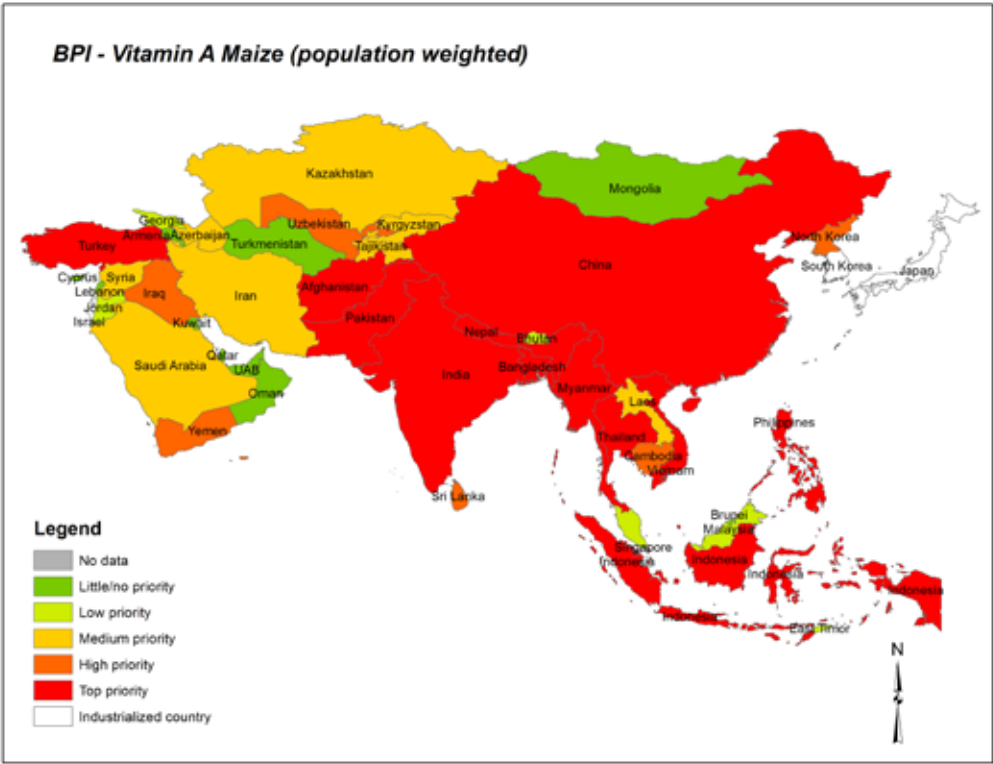 BPI - Vitamin A Maize (population weighted)
Kazakhstan
Mongolia
Georgia
Uzbekistan
Kyrgyzstan
Armenia
Azerbaijan
Turkmenistan
Tajikistan
North Korea
Turkey
South Korea
Japan
China
Cyprus
Syria
Lebanon
Iraq
Iran
Afghanistan
Jordan
Israel
Kuwait
Pakistan
Nepal
Bhutan
Qatar
Saudi Arabia
UAB
India
Bangladesh
Oman
Myanmar
Laos
Yemen
Thailand
Philippines
Cambodia
Vietnam
Sri Lanka
Brunei
Malaysia
Singapore
Indonesia
Indonesia
Indonesia
Indonesia
Indonesia
East Timor
Legend
No data
Little/no priority
Low priority
Medium priority
High priority
Top priority
Industrialized country
N